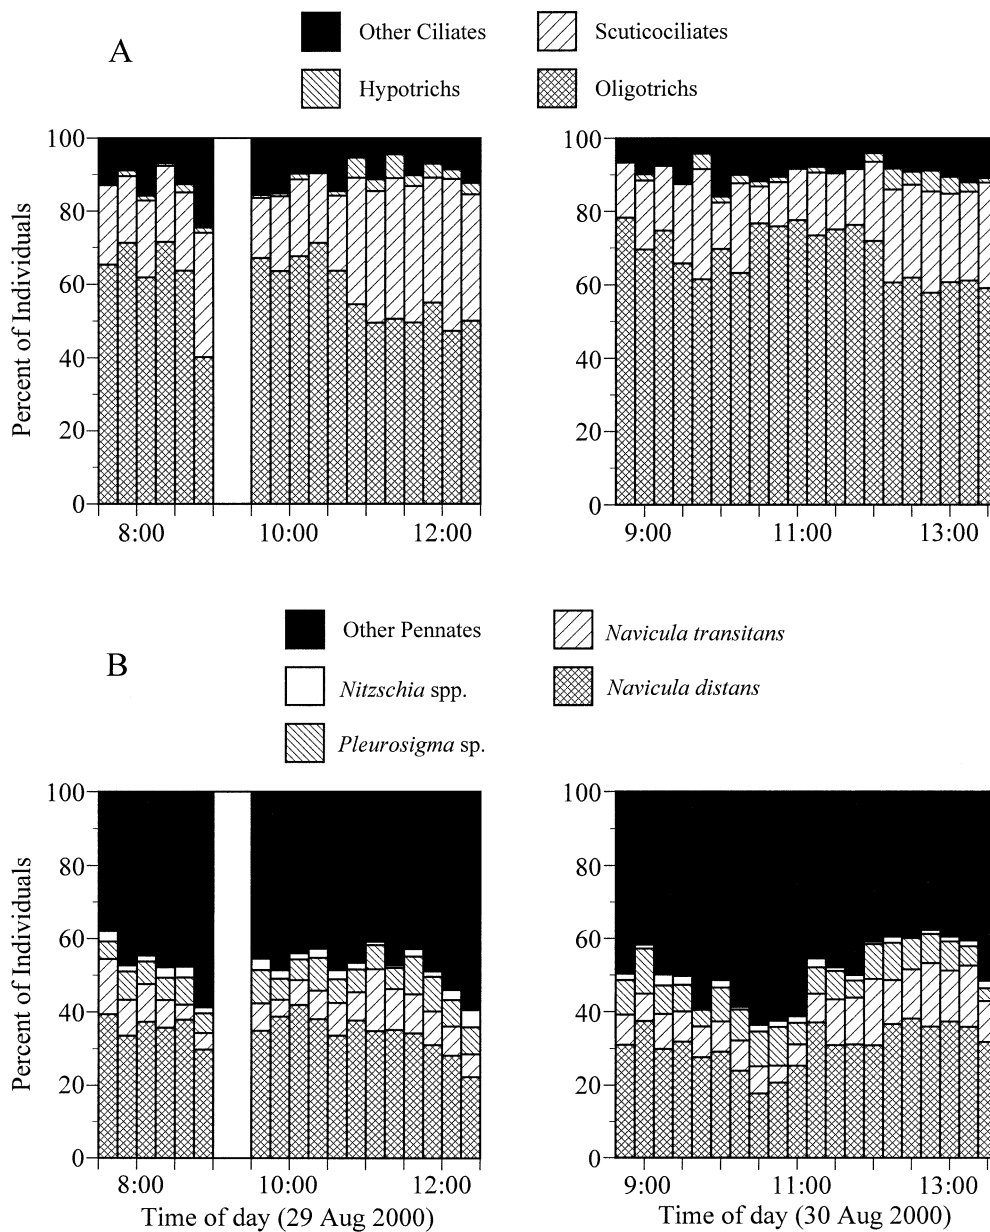 A
Other Ciliates
Scuticociliates
Hypotrichs
Oligotrichs
Percent of Individuals
100
80
60
40
20
0
8:00
10:00
12:00
100
80
60
40
20
0
9:00
11:00
13:00
B
Other Pennates
Navicula transitans
Nitzschia spp.
Navicula distans
Pleurosigma sp.
Percent of Individuals
100
80
60
40
20
0
8:00
10:00
12:00
Time of day (29 Aug 2000)
100
80
60
40
20
0
9:00
11:00
13:00
Time of day (30 Aug 2000)